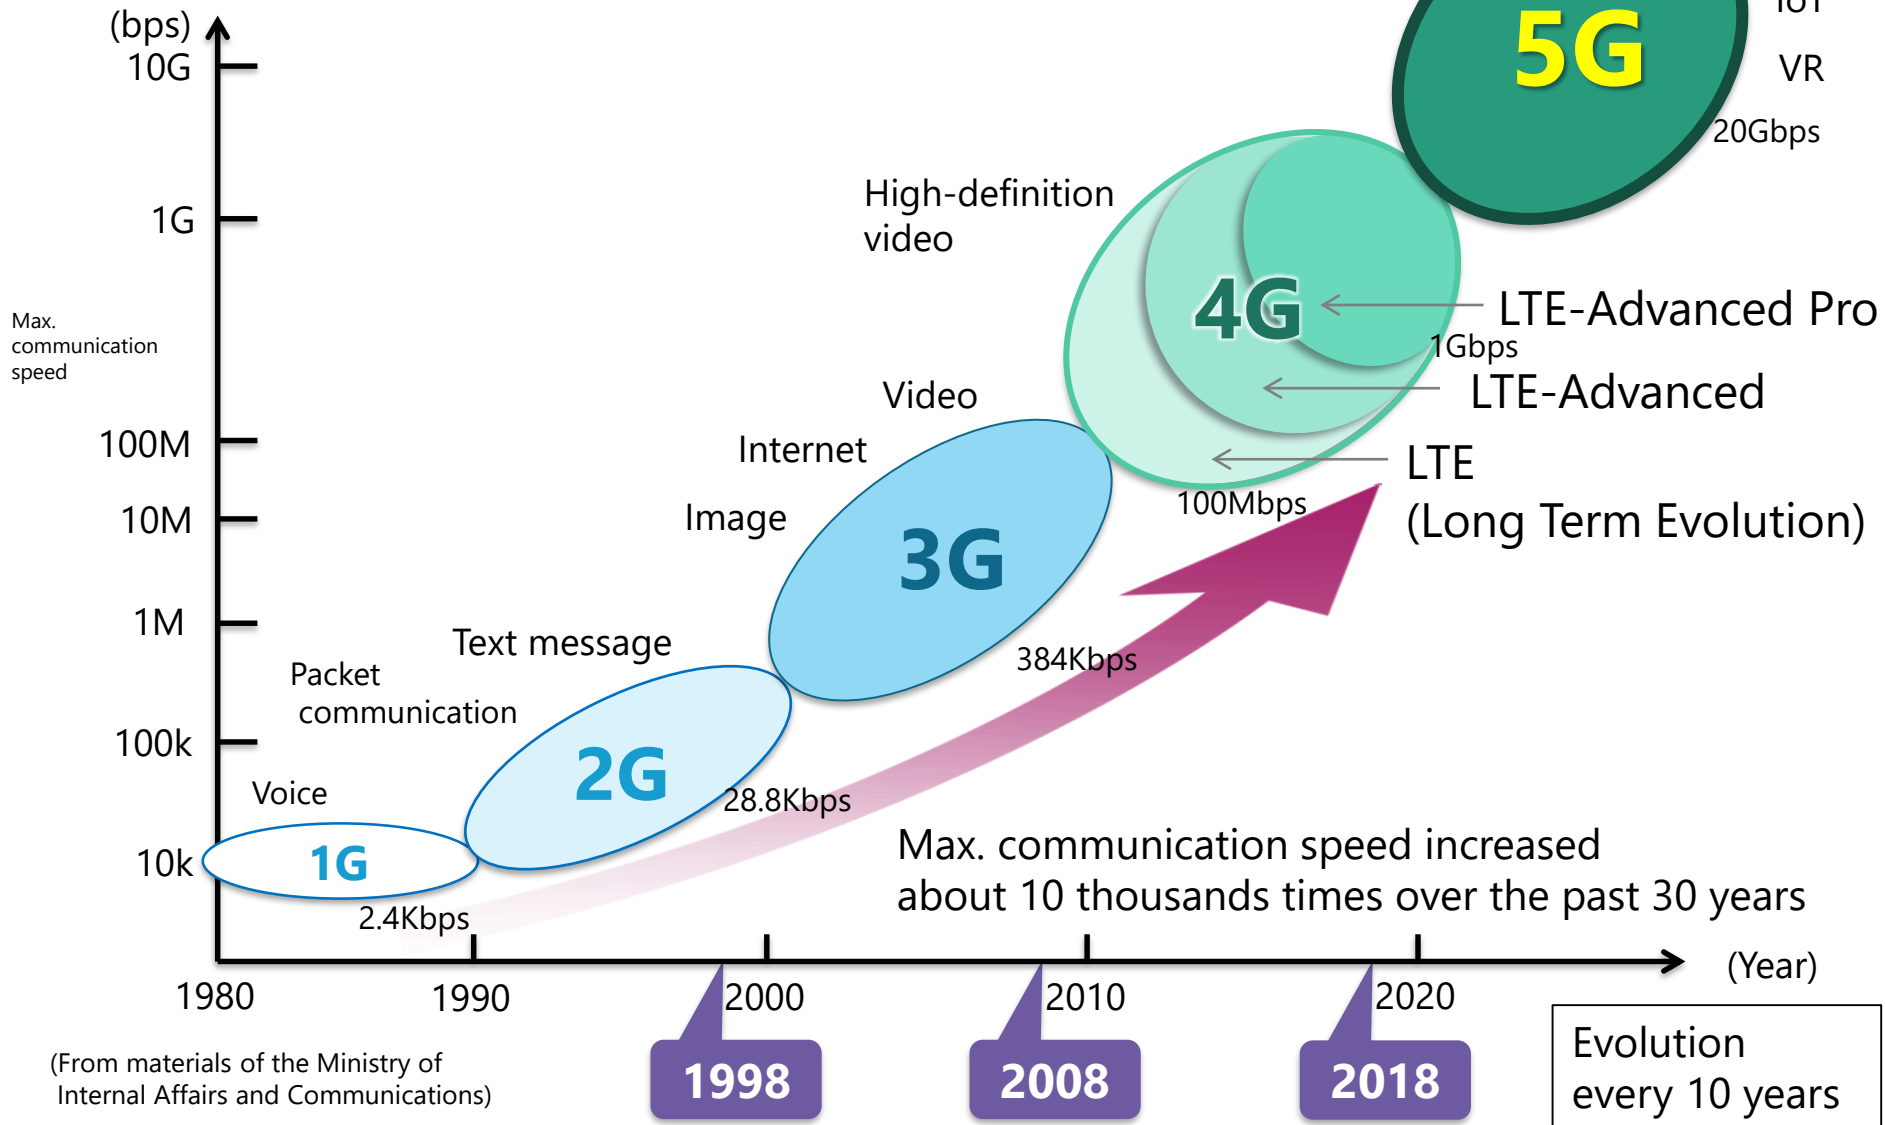 (bps)
10G
1G
Max.
communication
speed
100M
10M
1M
100k
10k
IoT
5G
VR
20Gbps
High-definition
video
4G
LTE-Advanced Pro
1Gbps
LTE-Advanced
LTE
(Long Term Evolution)
100Mbps
Video
Internet
Image
3G
384Kbps
Text message
Packet
communication
2G
28.8Kbps
Voice
1G
2.4Kbps
Max. communication speed increased
about 10 thousands times over the past 30 years
(Year)
1980
1990
2000
2010
2020
1998
2008
2018
(From materials of the Ministry of
Internal Affairs and Communications)
Evolution
every 10 years